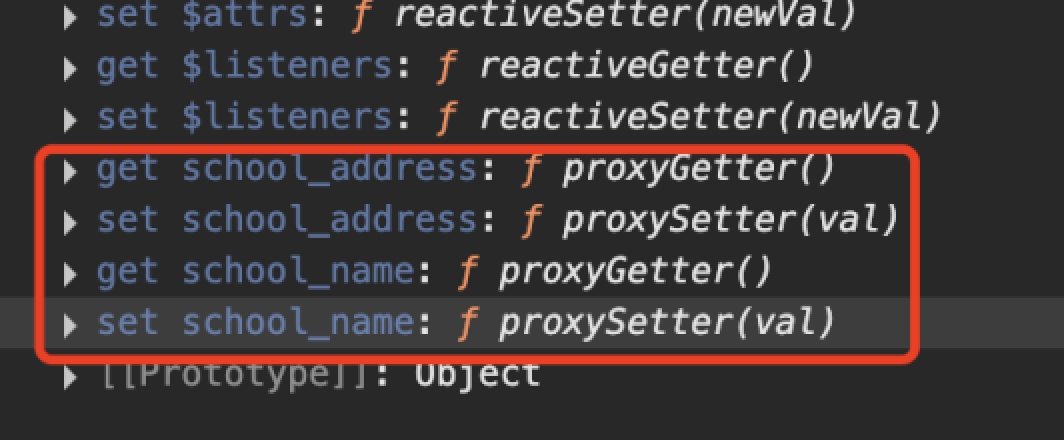 set $attrs: ƒ reactiveSetter(newVal)
get $listeners: ƒ reactiveGetter()
set $listeners: ƒ reactiveSetter(newVal)
get school_address: ƒ proxyGetter()
set school_address: ƒ proxySetter(val)
get school_name: ƒ proxyGetter()
set school_name: ƒ proxySetter(val)
[[Prototype]]: Object